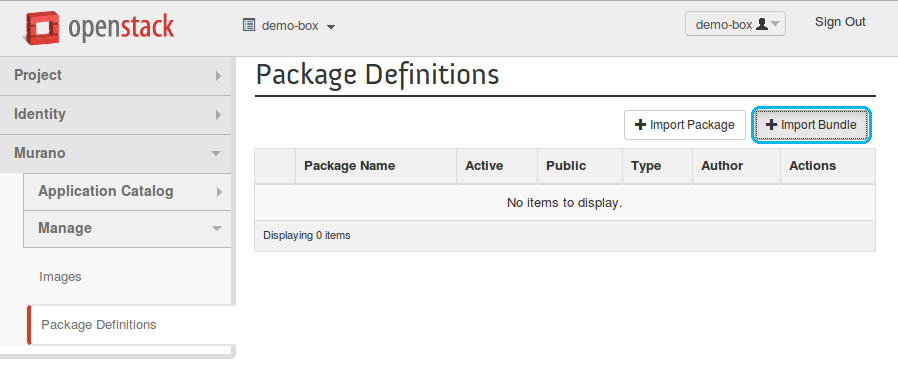 openstack
demo-box
demo-box
Sign Out
Project
Identity
Murano
Application Catalog
Manage
Images
Package Definitions
Package Definitions
Import Package
Import Bundle
Package Name Active Public Type Author Actions
No items to display.
Displaying 0 items